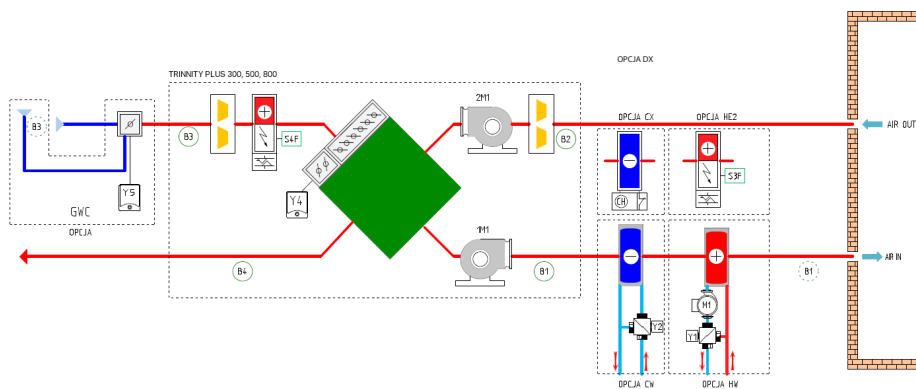 OPCJA DX
TRINNITY PLUS 300, 500, 800
2M1
OPCJA CX
OPCJA HE2
B3
B3
S4F
B2
AIR OUT
S3F
Y5
Y4
CH
GWC
OPCJA
1M1
B4
B1
B1
AIR IN
M1
Y2
Y1
OPCJA CW
OPCJA HW